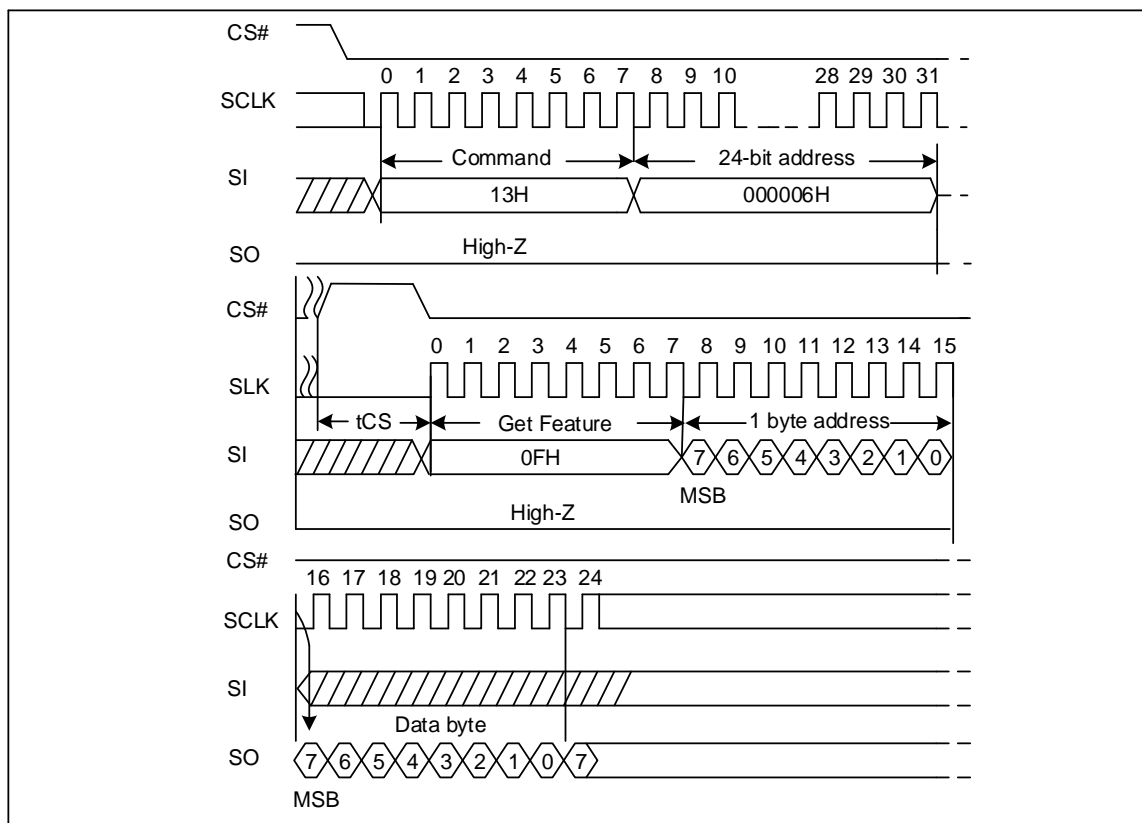 CS#
0 1 2 3 4 5 6 7 8 9 10 28 29 30 31
SCLK
Command 24-bit address
SI
13H 000006H
High-Z
SO
CS#
0 1 2 3 4 5 6 7 8 9 10 11 12 13 14 15
SLK
tCS Get Feature 1 byte address
SI
0FH 7 6 5 4 3 2 1 0
MSB
High-Z
SO
CS#
16 17 18 19 20 21 22 23 24
SCLK
SI
Data byte
SO
7 6 5 4 3 2 1 0 7
MSB